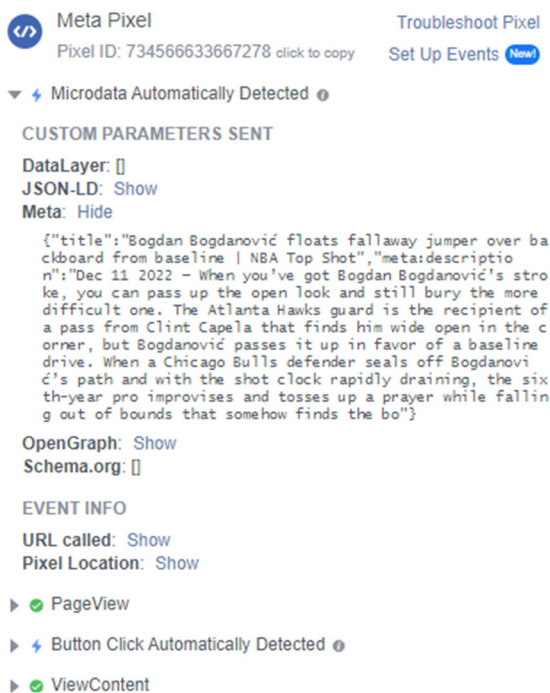 </> Meta Pixel
Troubleshoot Pixel
Pixel ID: 734566633667278 click to copy
Set Up Events New!
Microdata Automatically Detected
CUSTOM PARAMETERS SENT
DataLayer: []
JSON-LD: Show
Meta: Hide
{"title":"Bogdan Bogdanović floats fallaway jumper over ba
ckboard from baseline | NBA Top Shot","meta:descriptio
n":"Dec 11 2022 – When you've got Bogdan Bogdanović's stro
ke, you can pass up the open look and still bury the more
difficult one. The Atlanta Hawks guard is the recipient of
a pass from Clint Capela that finds him wide open in the c
orner, but Bogdanović passes it up in favor of a baseline
drive. When a Chicago Bulls defender seals off Bogdanovi
ć's path and with the shot clock rapidly draining, the six
th-year pro improvises and tosses up a prayer while fallin
g out of bounds that somehow finds the bo"}
OpenGraph: Show
Schema.org: []
EVENT INFO
URL called: Show
Pixel Location: Show
PageView
Button Click Automatically Detected
ViewContent